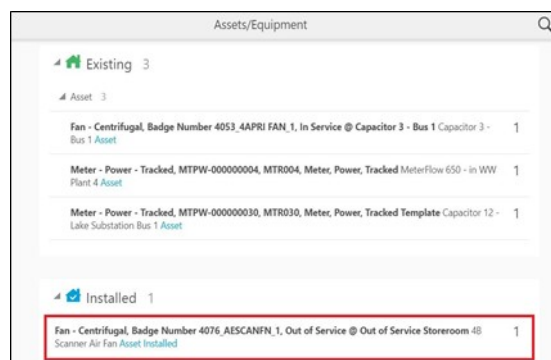 Assets/Equipment
Existing 3
Asset 3
Fan - Centrifugal, Badge Number 4053_4APRI FAN_1, In Service @ Capacitor 3 - Bus 1 Capacitor 3 - 1
Bus 1 Asset
Meter - Power - Tracked, MTPW-000000004, MTR004, Meter, Power, Tracked MeterFlow 650 - in WW 1
Plant 4 Asset
Meter - Power - Tracked, MTPW-000000030, MTR030, Meter, Power, Tracked Template Capacitor 12 - 1
Lake Substation Bus 1 Asset
Installed 1
Fan - Centrifugal, Badge Number 4076_AESCANFN_1, Out of Service @ Out of Service Storeroom 4B 1
Scanner Air Fan Asset Installed